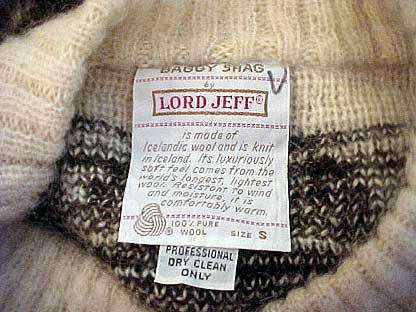 BAGGY SHAG
by
LORD JEFF®
is made of
Icelandic wool and is knit
in Iceland. Its luxuriously
soft feel comes from the
world's longest, lightest
wool. Resistant to wind
and moisture, it is
comfortably warm.
100% PURE
WOOL SIZE S
PROFESSIONAL
DRY CLEAN
ONLY